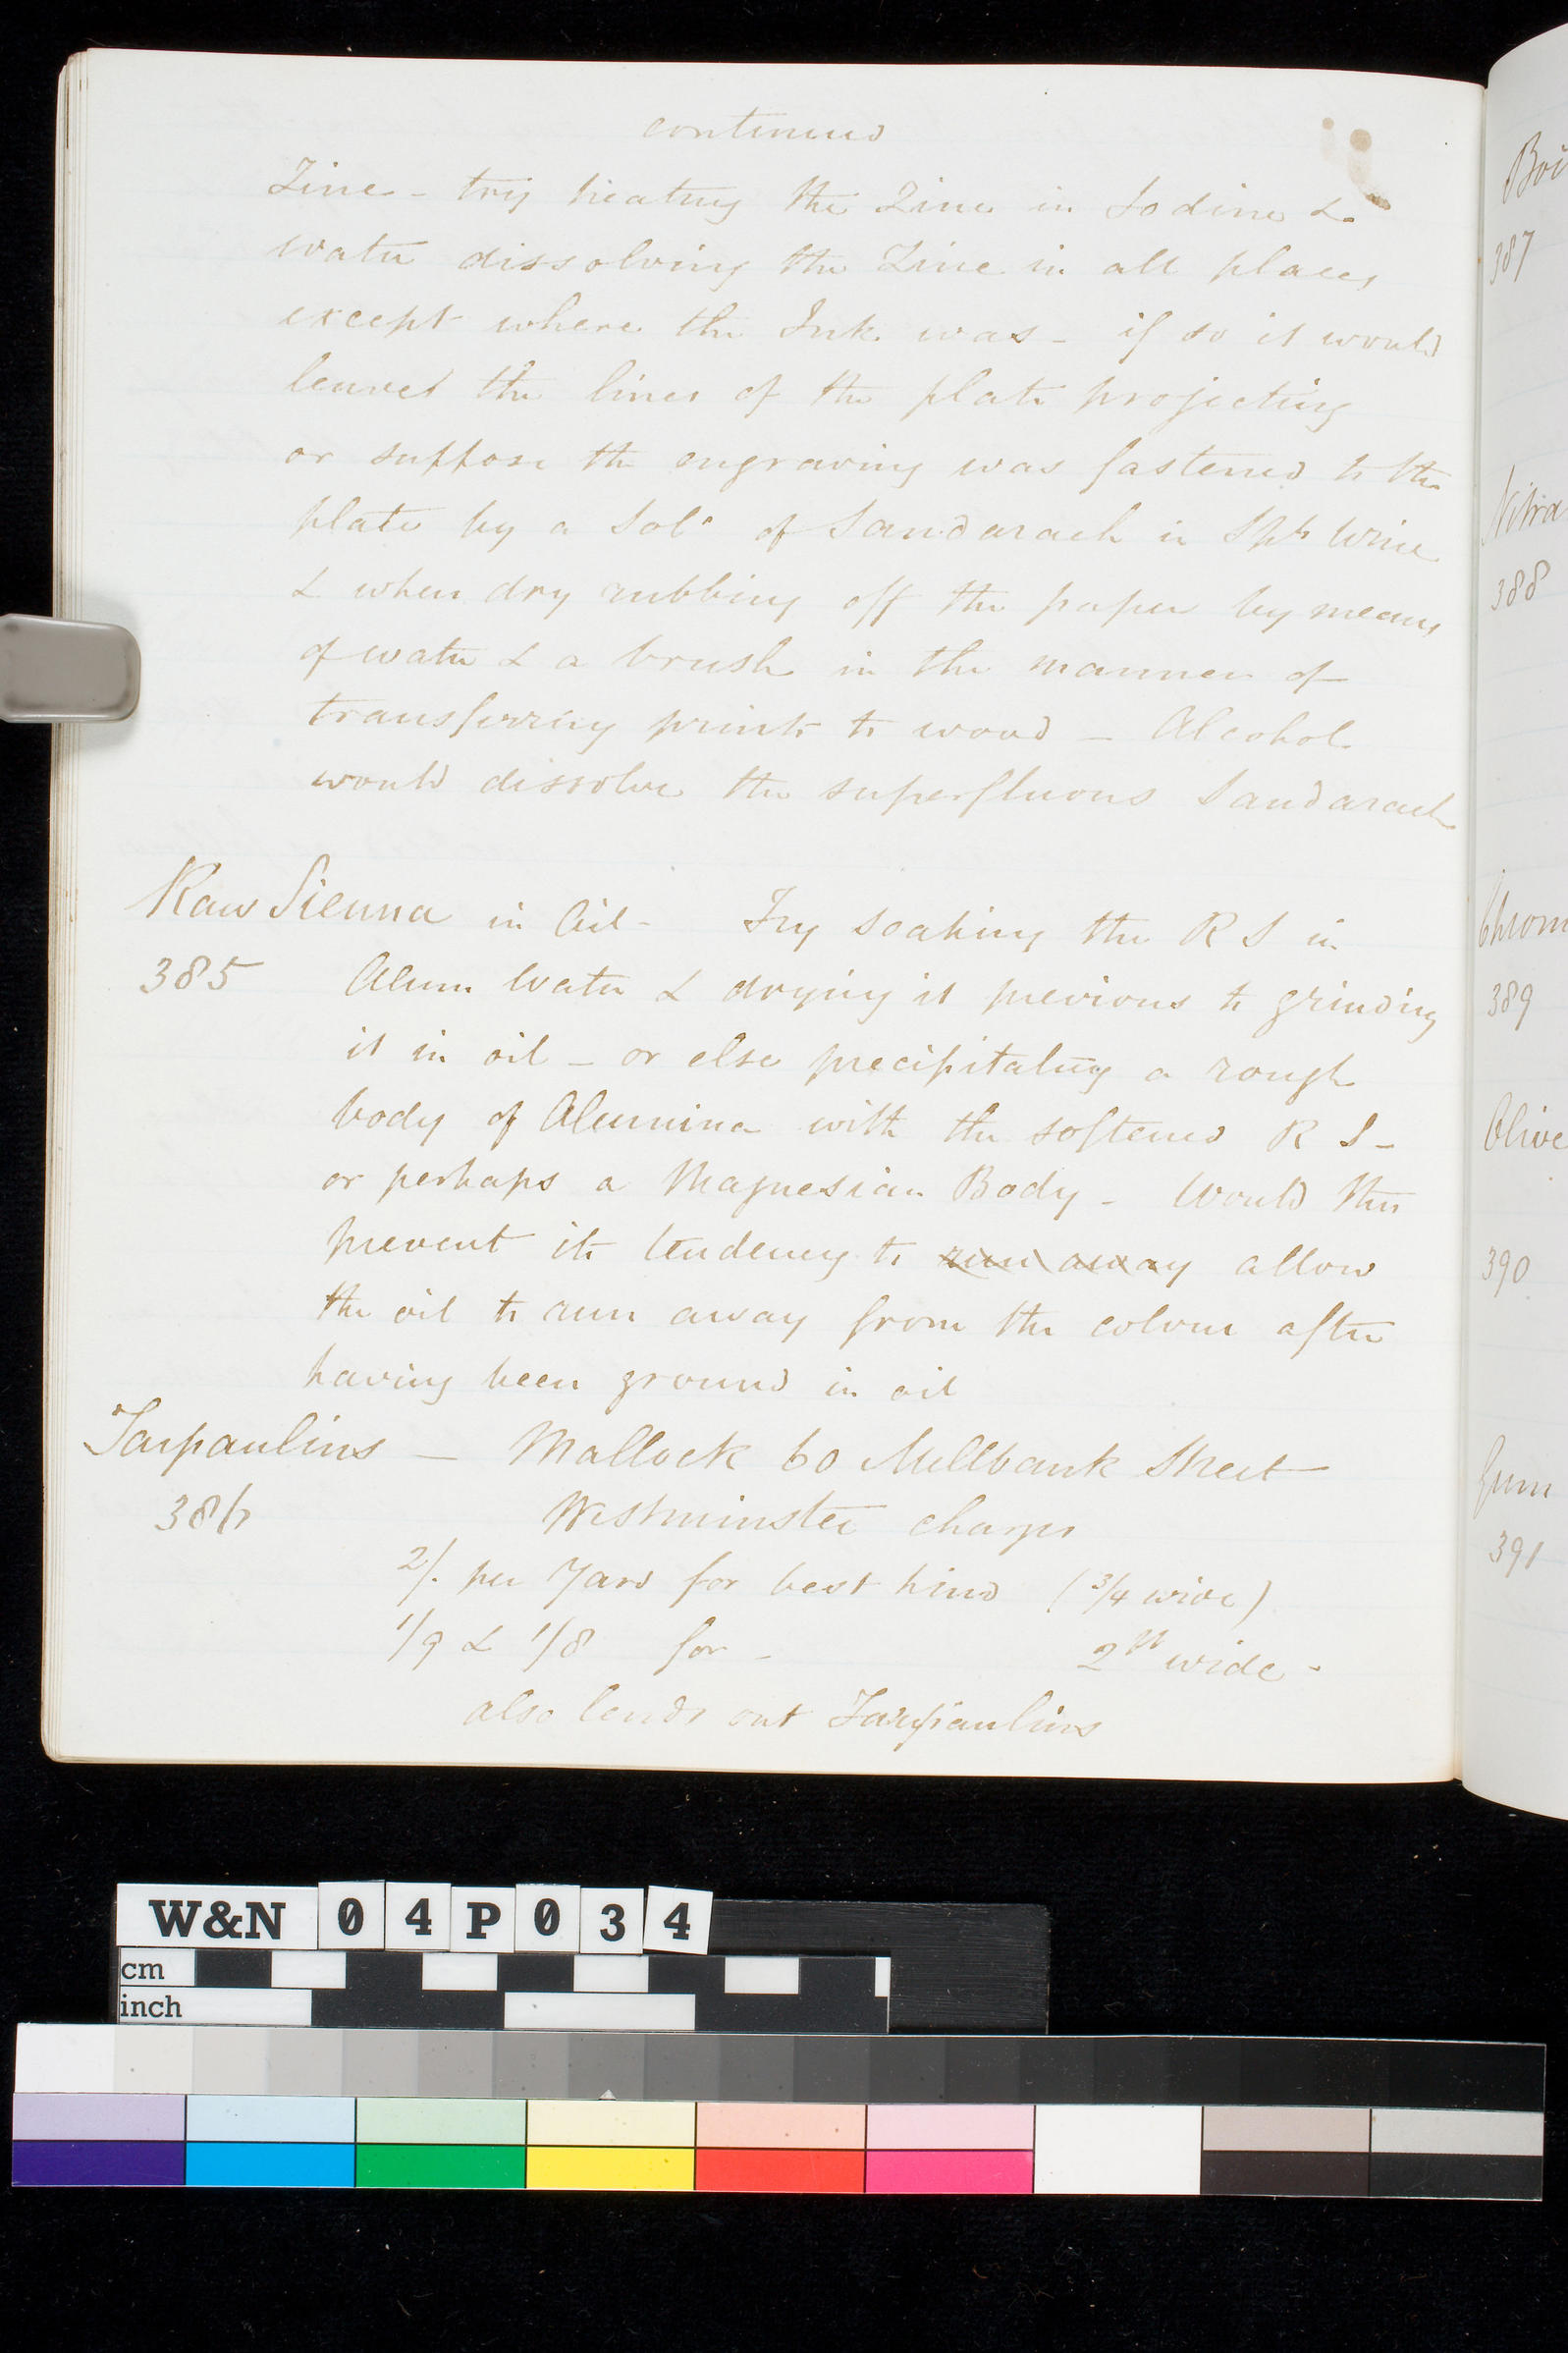 continued
Zinc - try heating the Zinc in Iodine &
water dissolving the Zinc in all places
except where the Ink was - if so it would
leave the lines of the plate projecting
or suppose the engraving was fastened to the
plate by a Solⁿ of Sandarach in Spts Wine
& when dry rubbing off the paper by means
of water & a brush in the manner of
transferring prints to wood - Alcohol
would dissolve the superfluous Sandarach
Raw Sienna in Oil - Try soaking the R S in
385 Alum Water & drying it previous to grinding
it in oil - or else precipitating a rough
body of Alumina with the softened R S -
or perhaps a Magnesian Body - Would this
prevent its tendency to run away allow
the oil to run away from the colour after
having been ground in oil
Tarpaulins - Mallock 60 Millbank Street
386 Westminster charges
2/. per Yard for best kind (3/4 wide)
1/9 & 1/8 for - 2nd wide -
also lends out Tarpaulins
Boi
387
Nitra
388
Chrom
389
Olive
390
Gum
391
W&N 04P034
cm
inch